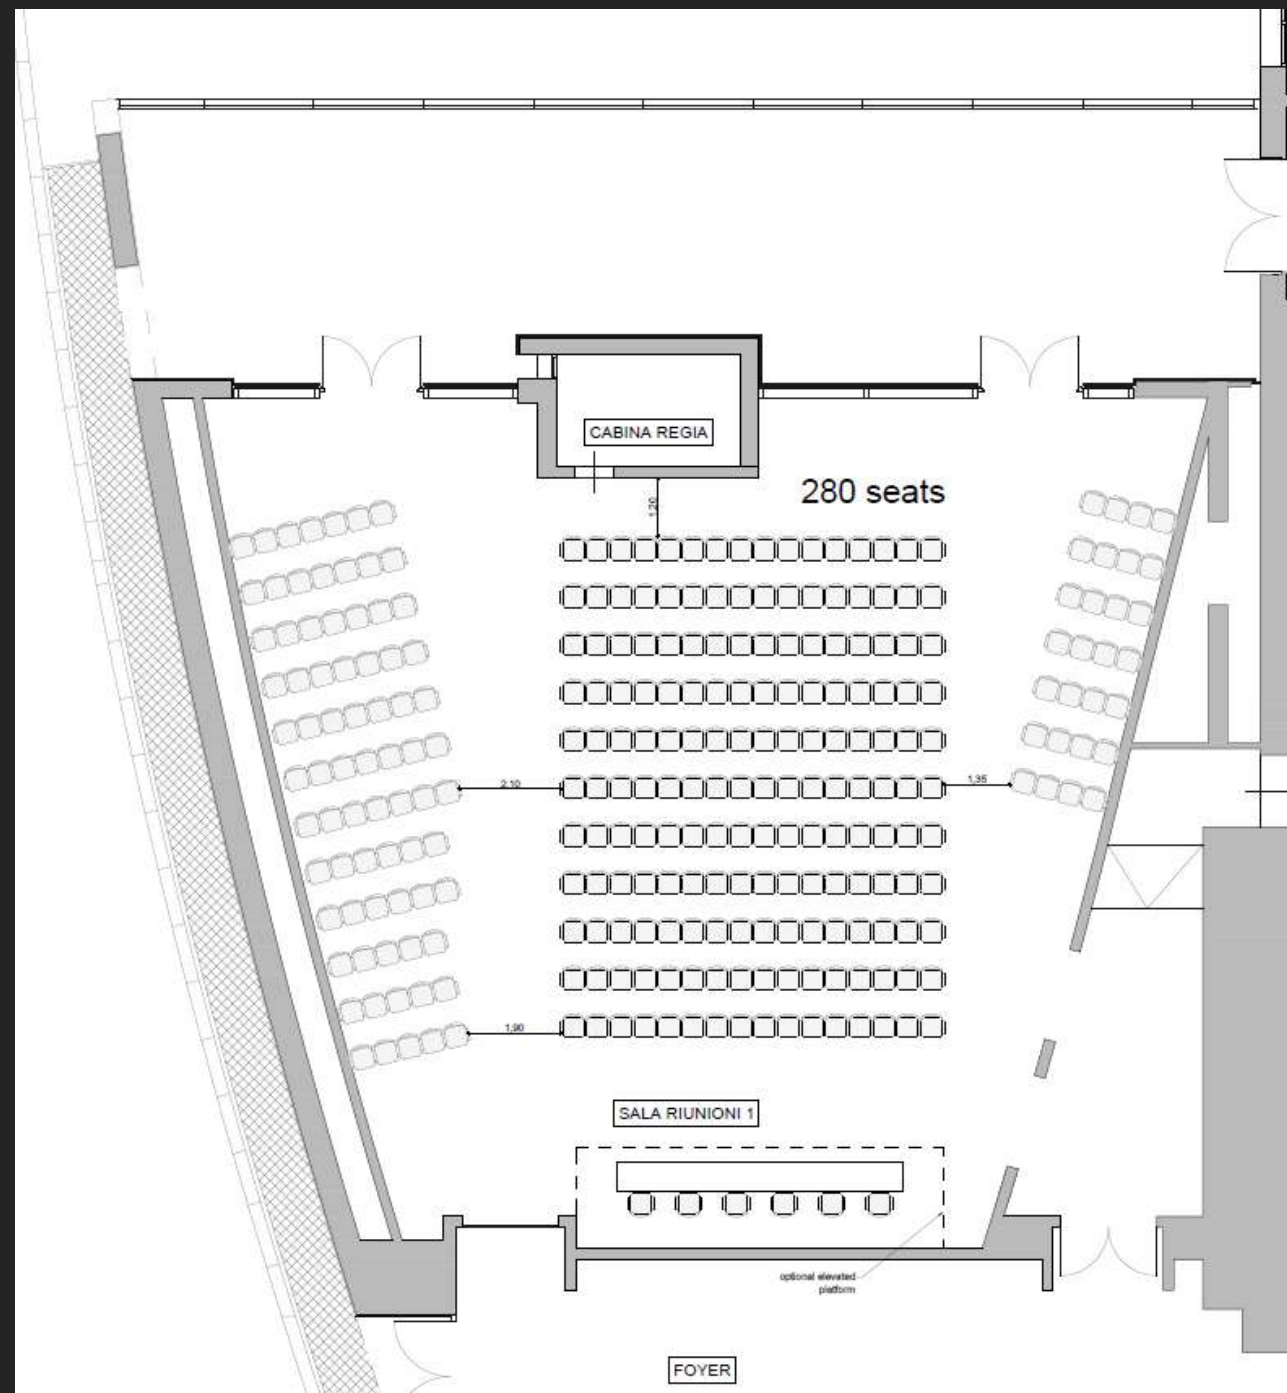 CABINA REGIA
280 seats
1,20
2,10
1,35
1,90
SALA RIUNIONI 1
optional elevated
platform
FOYER